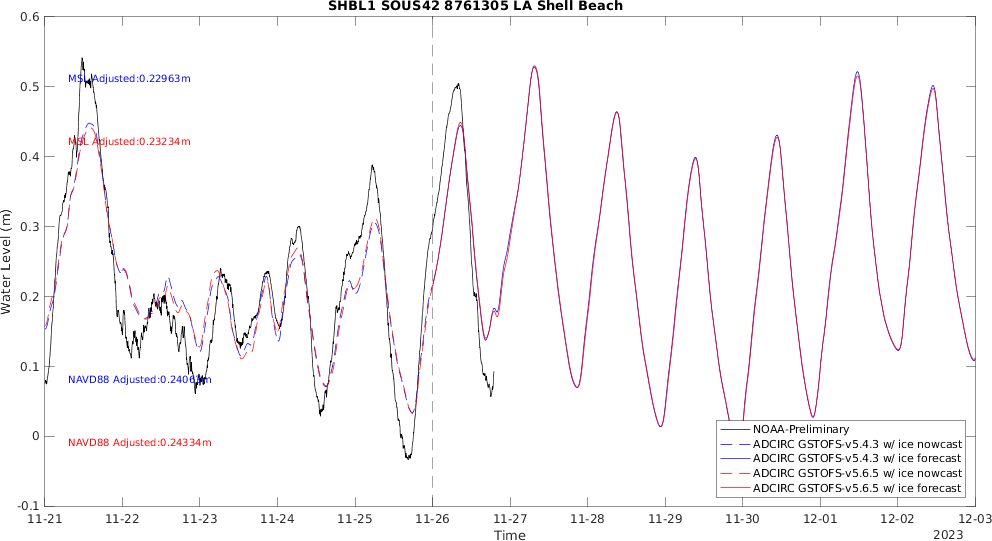 SHBL1 SOUS42 8761305 LA Shell Beach
0.6
0.5
0.4
0.3
0.2
0.1
0
-0.1
Water Level (m)
MSL Adjusted:0.22963m
MSL Adjusted:0.23234m
NAVD88 Adjusted:0.24063m
NAVD88 Adjusted:0.24334m
NOAA-Preliminary
ADCIRC GSTOFS-v5.4.3 w/ ice nowcast
ADCIRC GSTOFS-v5.4.3 w/ ice forecast
ADCIRC GSTOFS-v5.6.5 w/ ice nowcast
ADCIRC GSTOFS-v5.6.5 w/ ice forecast
11-21 11-22 11-23 11-24 11-25 11-26 11-27 11-28 11-29 11-30 12-01 12-02 12-03
Time
2023